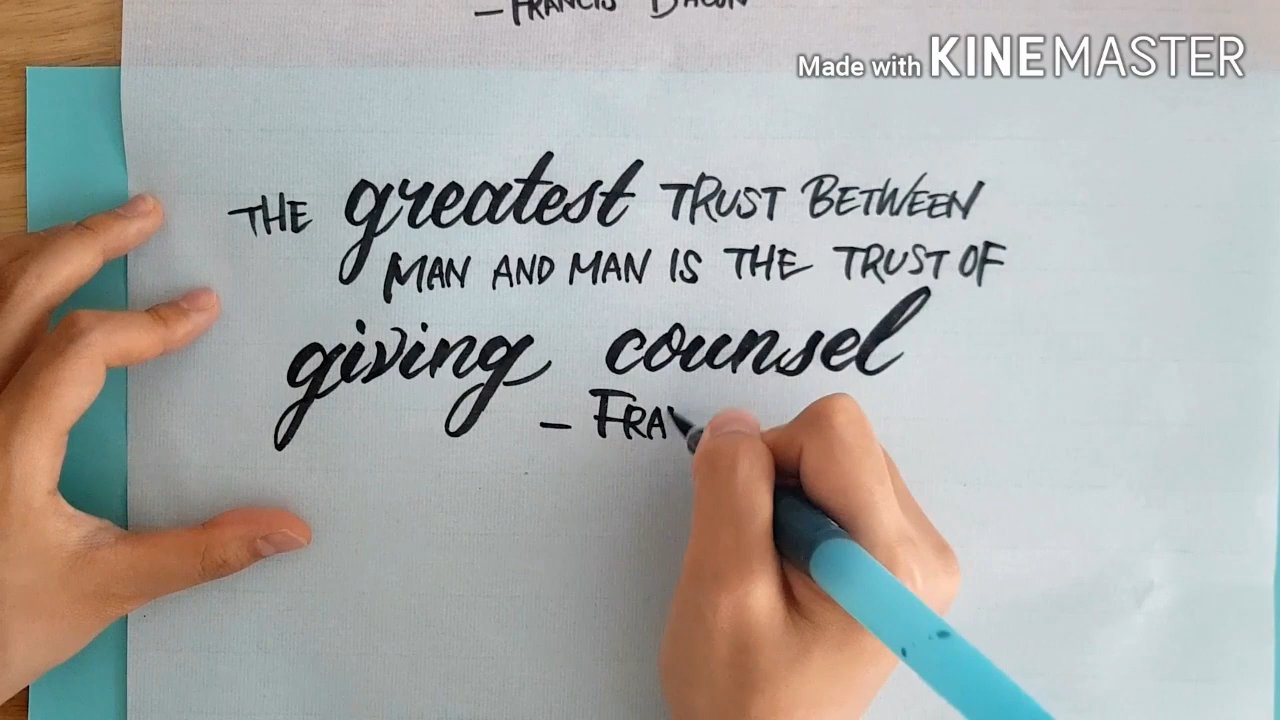 — FRANCIS BACON
Made with KINEMASTER
THE greatest TRUST BETWEEN
MAN AND MAN IS THE TRUST OF
giving counsel
— FRA